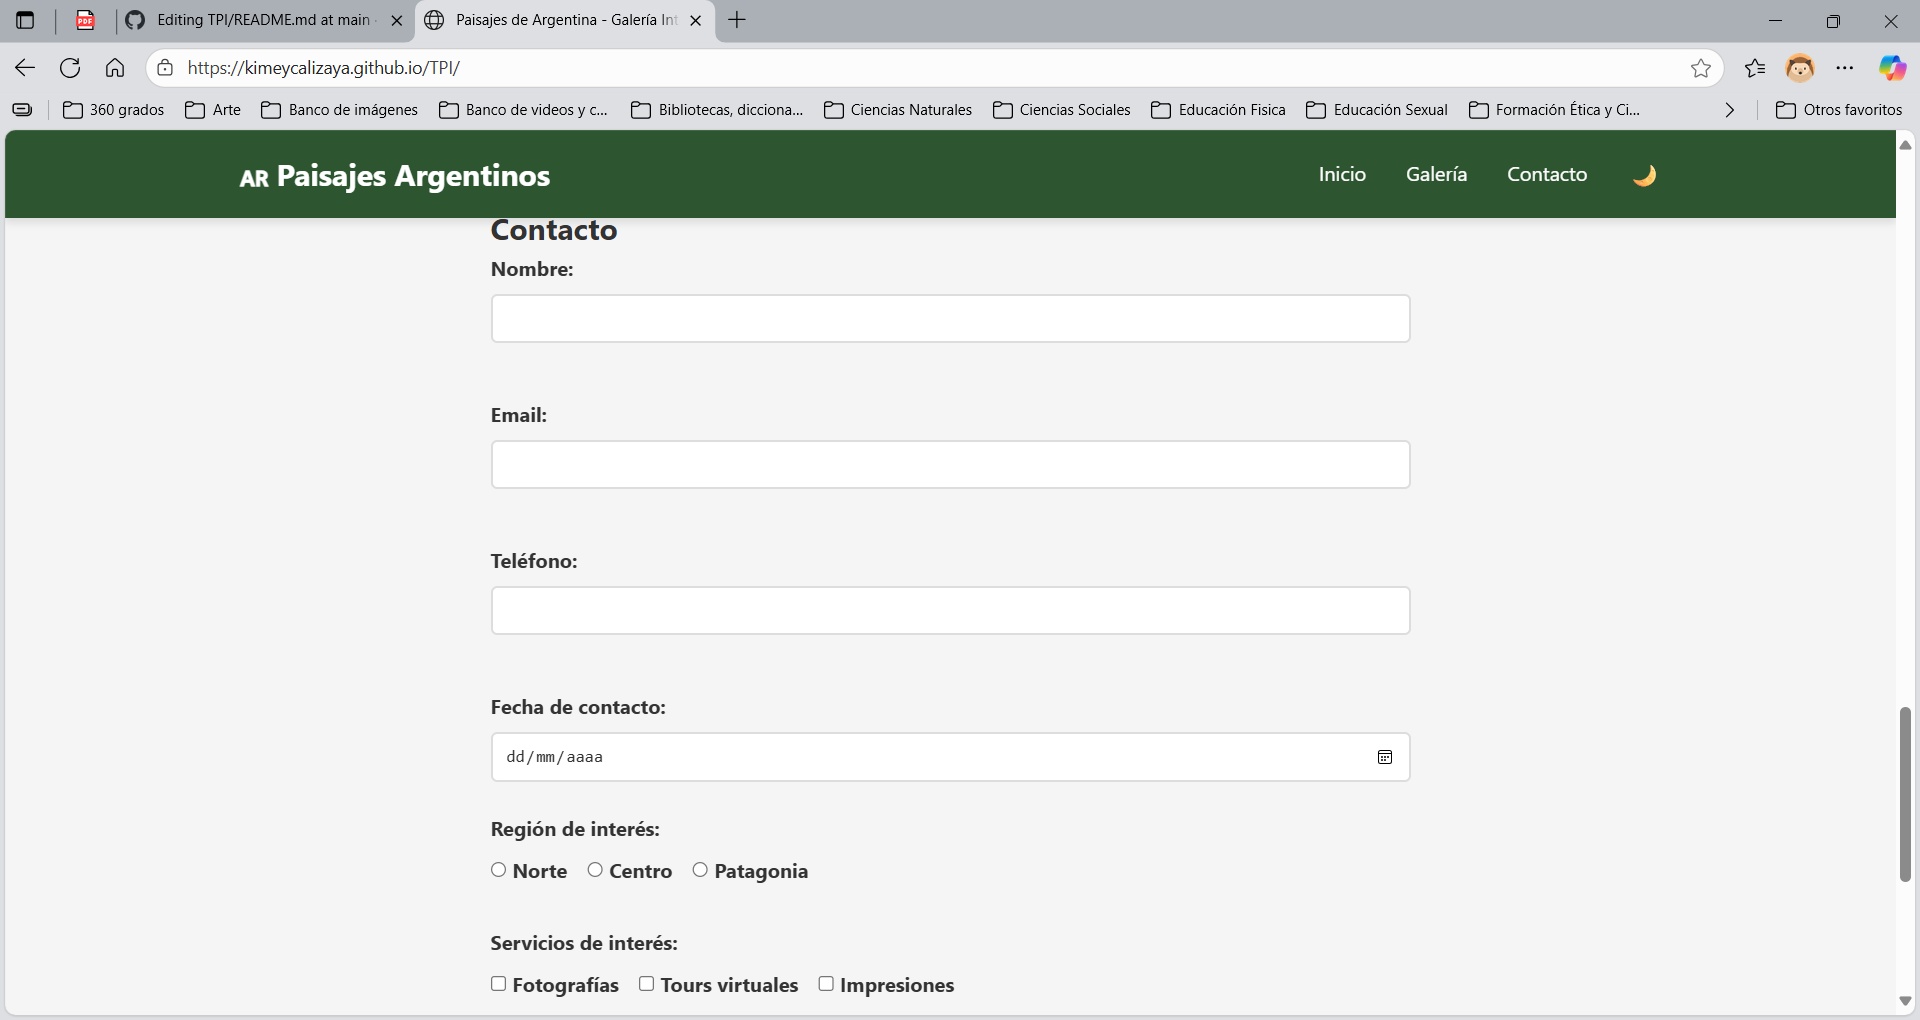 PDF
Editing TPI/README.md at main
Paisajes de Argentina - Galería Int
https://kimeycalizaya.github.io/TPI/
360 grados
Arte
Banco de imágenes
Banco de videos y c...
Bibliotecas, dicciona...
Ciencias Naturales
Ciencias Sociales
Educación Fisica
Educación Sexual
Formación Ética y Ci...
Otros favoritos
AR Paisajes Argentinos
Inicio
Galería
Contacto
Contacto
Nombre:
Email:
Teléfono:
Fecha de contacto:
dd/mm/aaaa
Región de interés:
Norte
Centro
Patagonia
Servicios de interés:
Fotografías
Tours virtuales
Impresiones